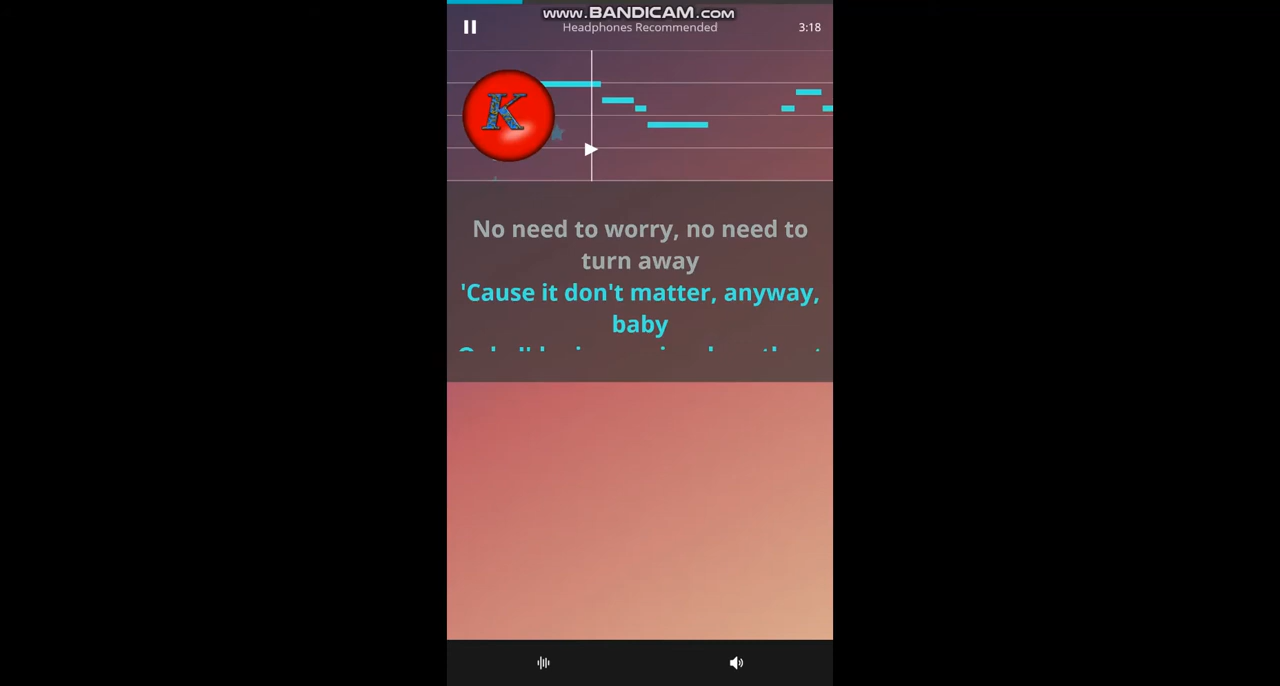 www.BANDICAM.com
Headphones Recommended
3:18
K
No need to worry, no need to
turn away
'Cause it don't matter, anyway,
baby